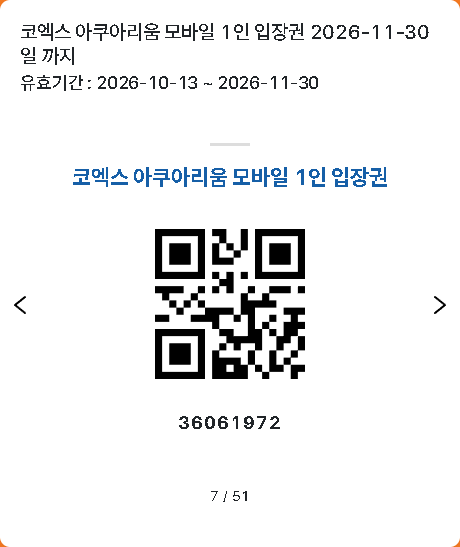 코엑스 아쿠아리움 모바일 1인 입장권 2026-11-30
일 까지
유효기간 : 2026-10-13 ~ 2026-11-30
코엑스 아쿠아리움 모바일 1인 입장권
36061972
7 / 51